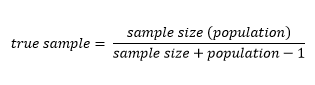 true sample = sample size (population) / sample size + population − 1